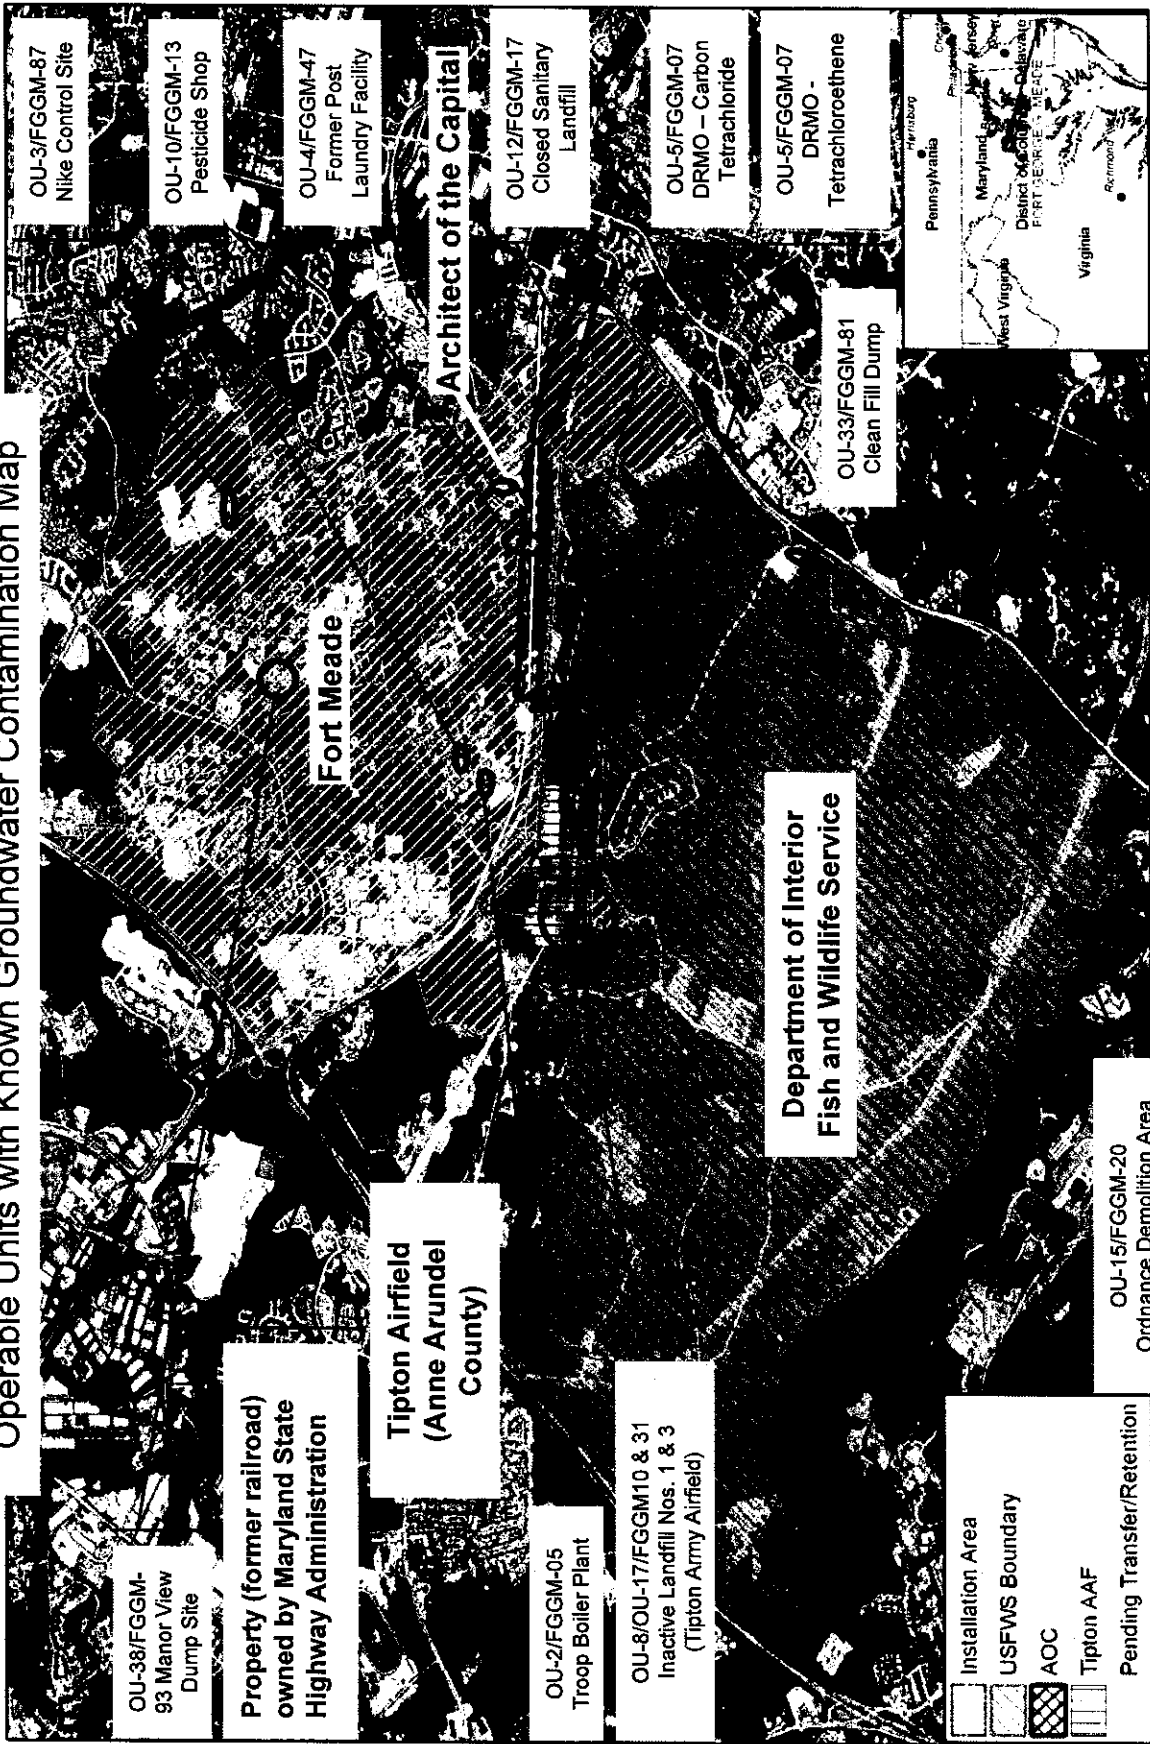 Operable Units With Known Groundwater Contamination Map
OU-38/FGGM-
93 Manor View
Dump Site
Property (former railroad)
owned by Maryland State
Highway Administration
Tipton Airfield
(Anne Arundel
County)
OU-2/FGGM-05
Troop Boiler Plant
OU-8/OU-17/FGGM10 & 31
Inactive Landfill Nos. 1 & 3
(Tipton Army Airfield)
Fort Meade
Architect of the Capital
Department of Interior
Fish and Wildlife Service
OU-3/FGGM-87
Nike Control Site
OU-10/FGGM-13
Pesticide Shop
OU-4/FGGM-47
Former Post
Laundry Facility
OU-12/FGGM-17
Closed Sanitary
Landfill
OU-5/FGGM-07
DRMO – Carbon
Tetrachloride
OU-5/FGGM-07
DRMO -
Tetrachloroethene
OU-33/FGGM-81
Clean Fill Dump
OU-15/FGGM-20
Ordnance Demolition Area
Installation Area
USFWS Boundary
AOC
Tipton AAF
Pending Transfer/Retention
Harrisburg
Pennsylvania
New Jersey
Maryland
Delaware
District of Columbia
FORT GEORGE G MEADE
West Virginia
Virginia
Richmond